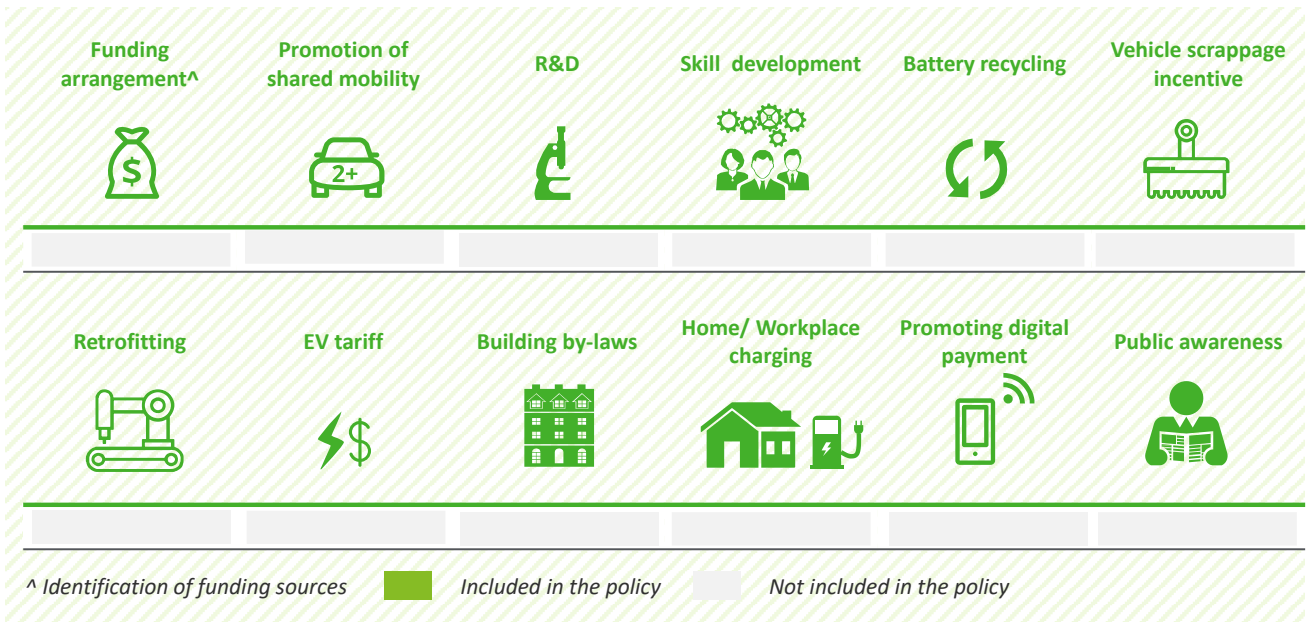 Funding
arrangement^
Promotion of
shared mobility
R&D
Skill  development
Battery recycling
Vehicle scrappage
incentive
$
2+
Retrofitting
EV tariff
Building by-laws
Home/ Workplace
charging
Promoting digital
payment
Public awareness
$
^ Identification of funding sources
Included in the policy
Not included in the policy